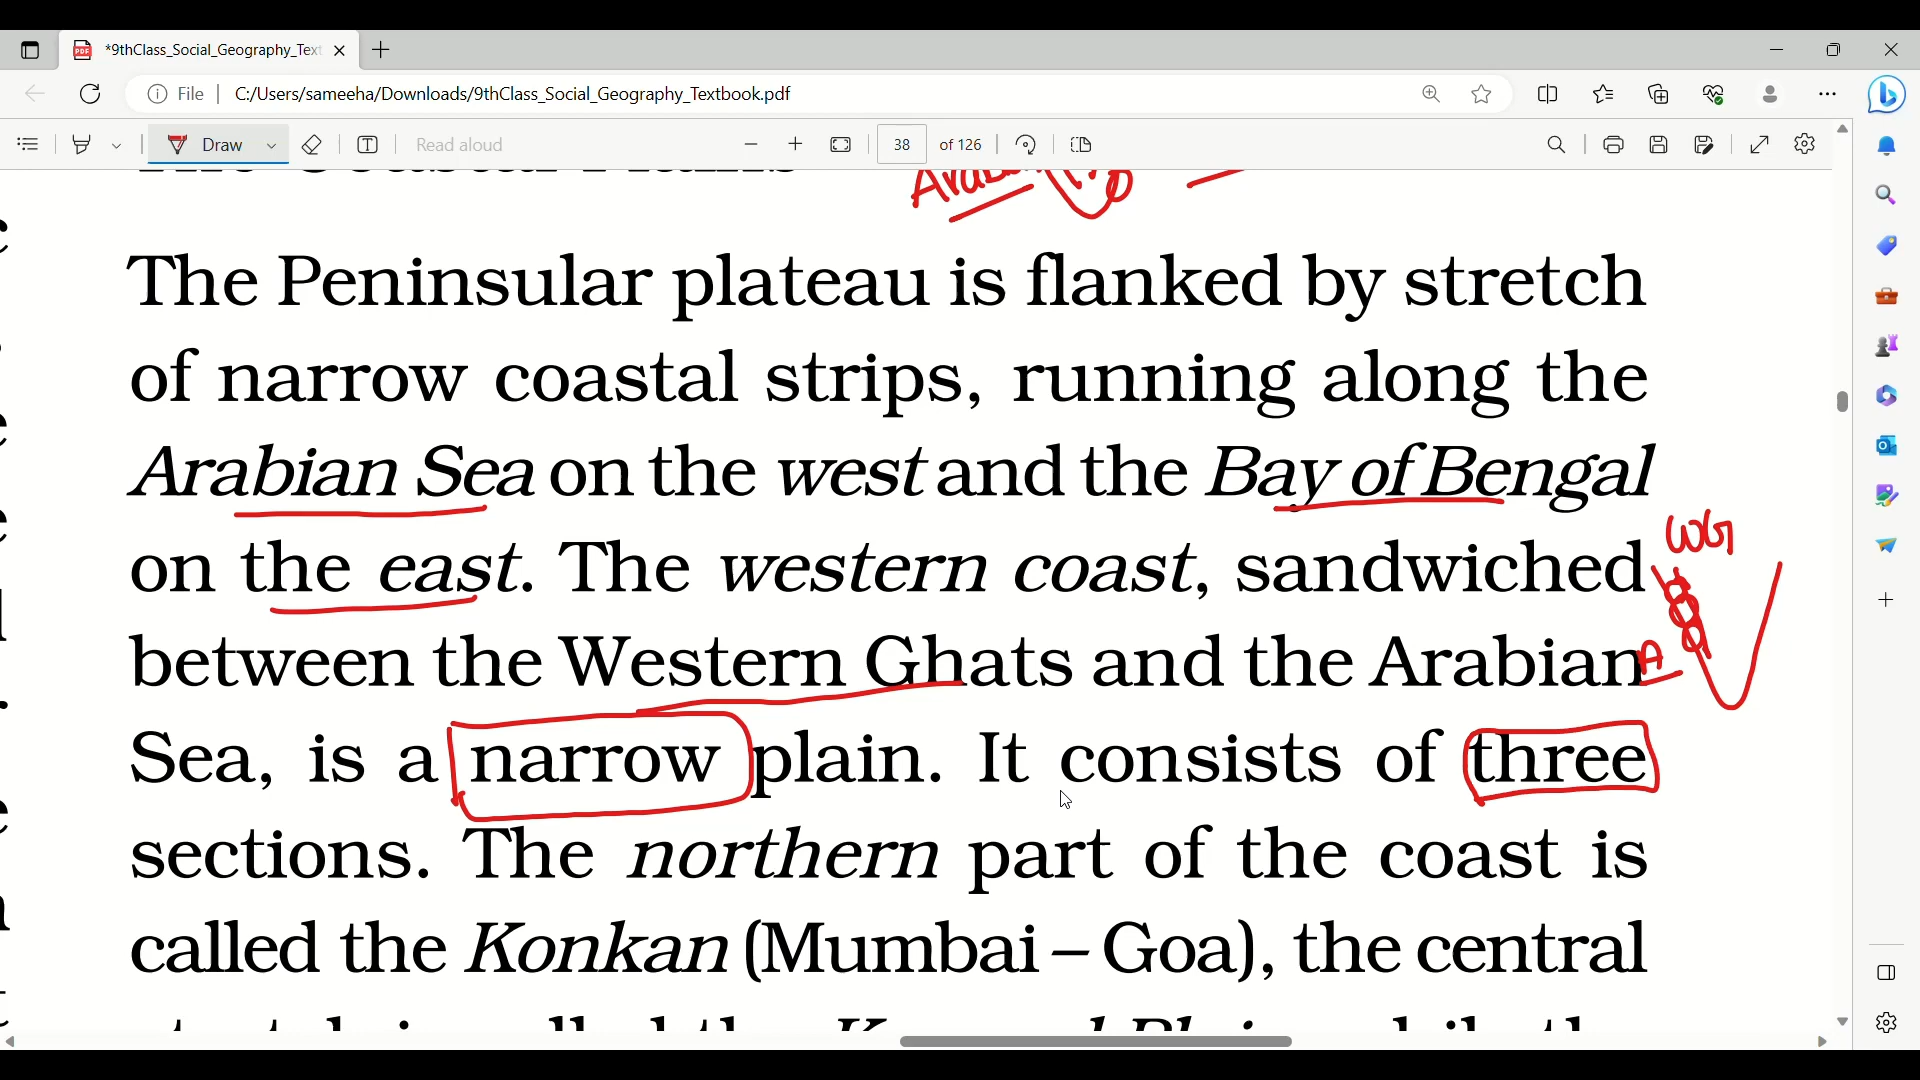 *9thClass_Social_Geography_Text
File
C:/Users/sameeha/Downloads/9thClass_Social_Geography_Textbook.pdf
Draw
Read aloud
38 of 126
The Peninsular plateau is flanked by stretch
of narrow coastal strips, running along the
Arabian Sea on the west and the Bay of Bengal
WG
on the east. The western coast, sandwiched
between the Western Ghats and the Arabian
A
Sea, is a narrow plain. It consists of three
sections. The northern part of the coast is
called the Konkan (Mumbai – Goa), the central